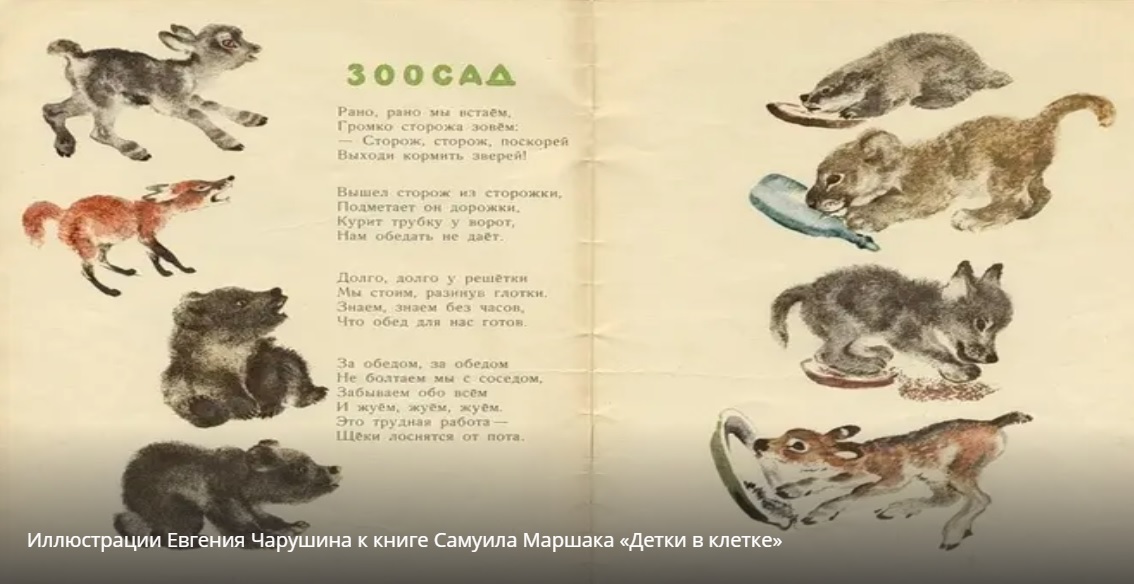 ЗООСАД
Рано, рано мы встаём,
Громко сторожа зовём:
— Сторож, сторож, поскорей
Выходи кормить зверей!
Вышел сторож из сторожки,
Подметает он дорожки,
Курит трубку у ворот,
Нам обедать не даёт.
Долго, долго у решётки
Мы стоим, разинув глотки.
Знаем, знаем без часов,
Что обед для нас готов.
За обедом, за обедом
Не болтаем мы с соседом,
Забываем обо всём
И жуём, жуём, жуём.
Это трудная работа —
Щёки лоснятся от пота.
Иллюстрации Евгения Чарушина к книге Самуила Маршака «Детки в клетке»